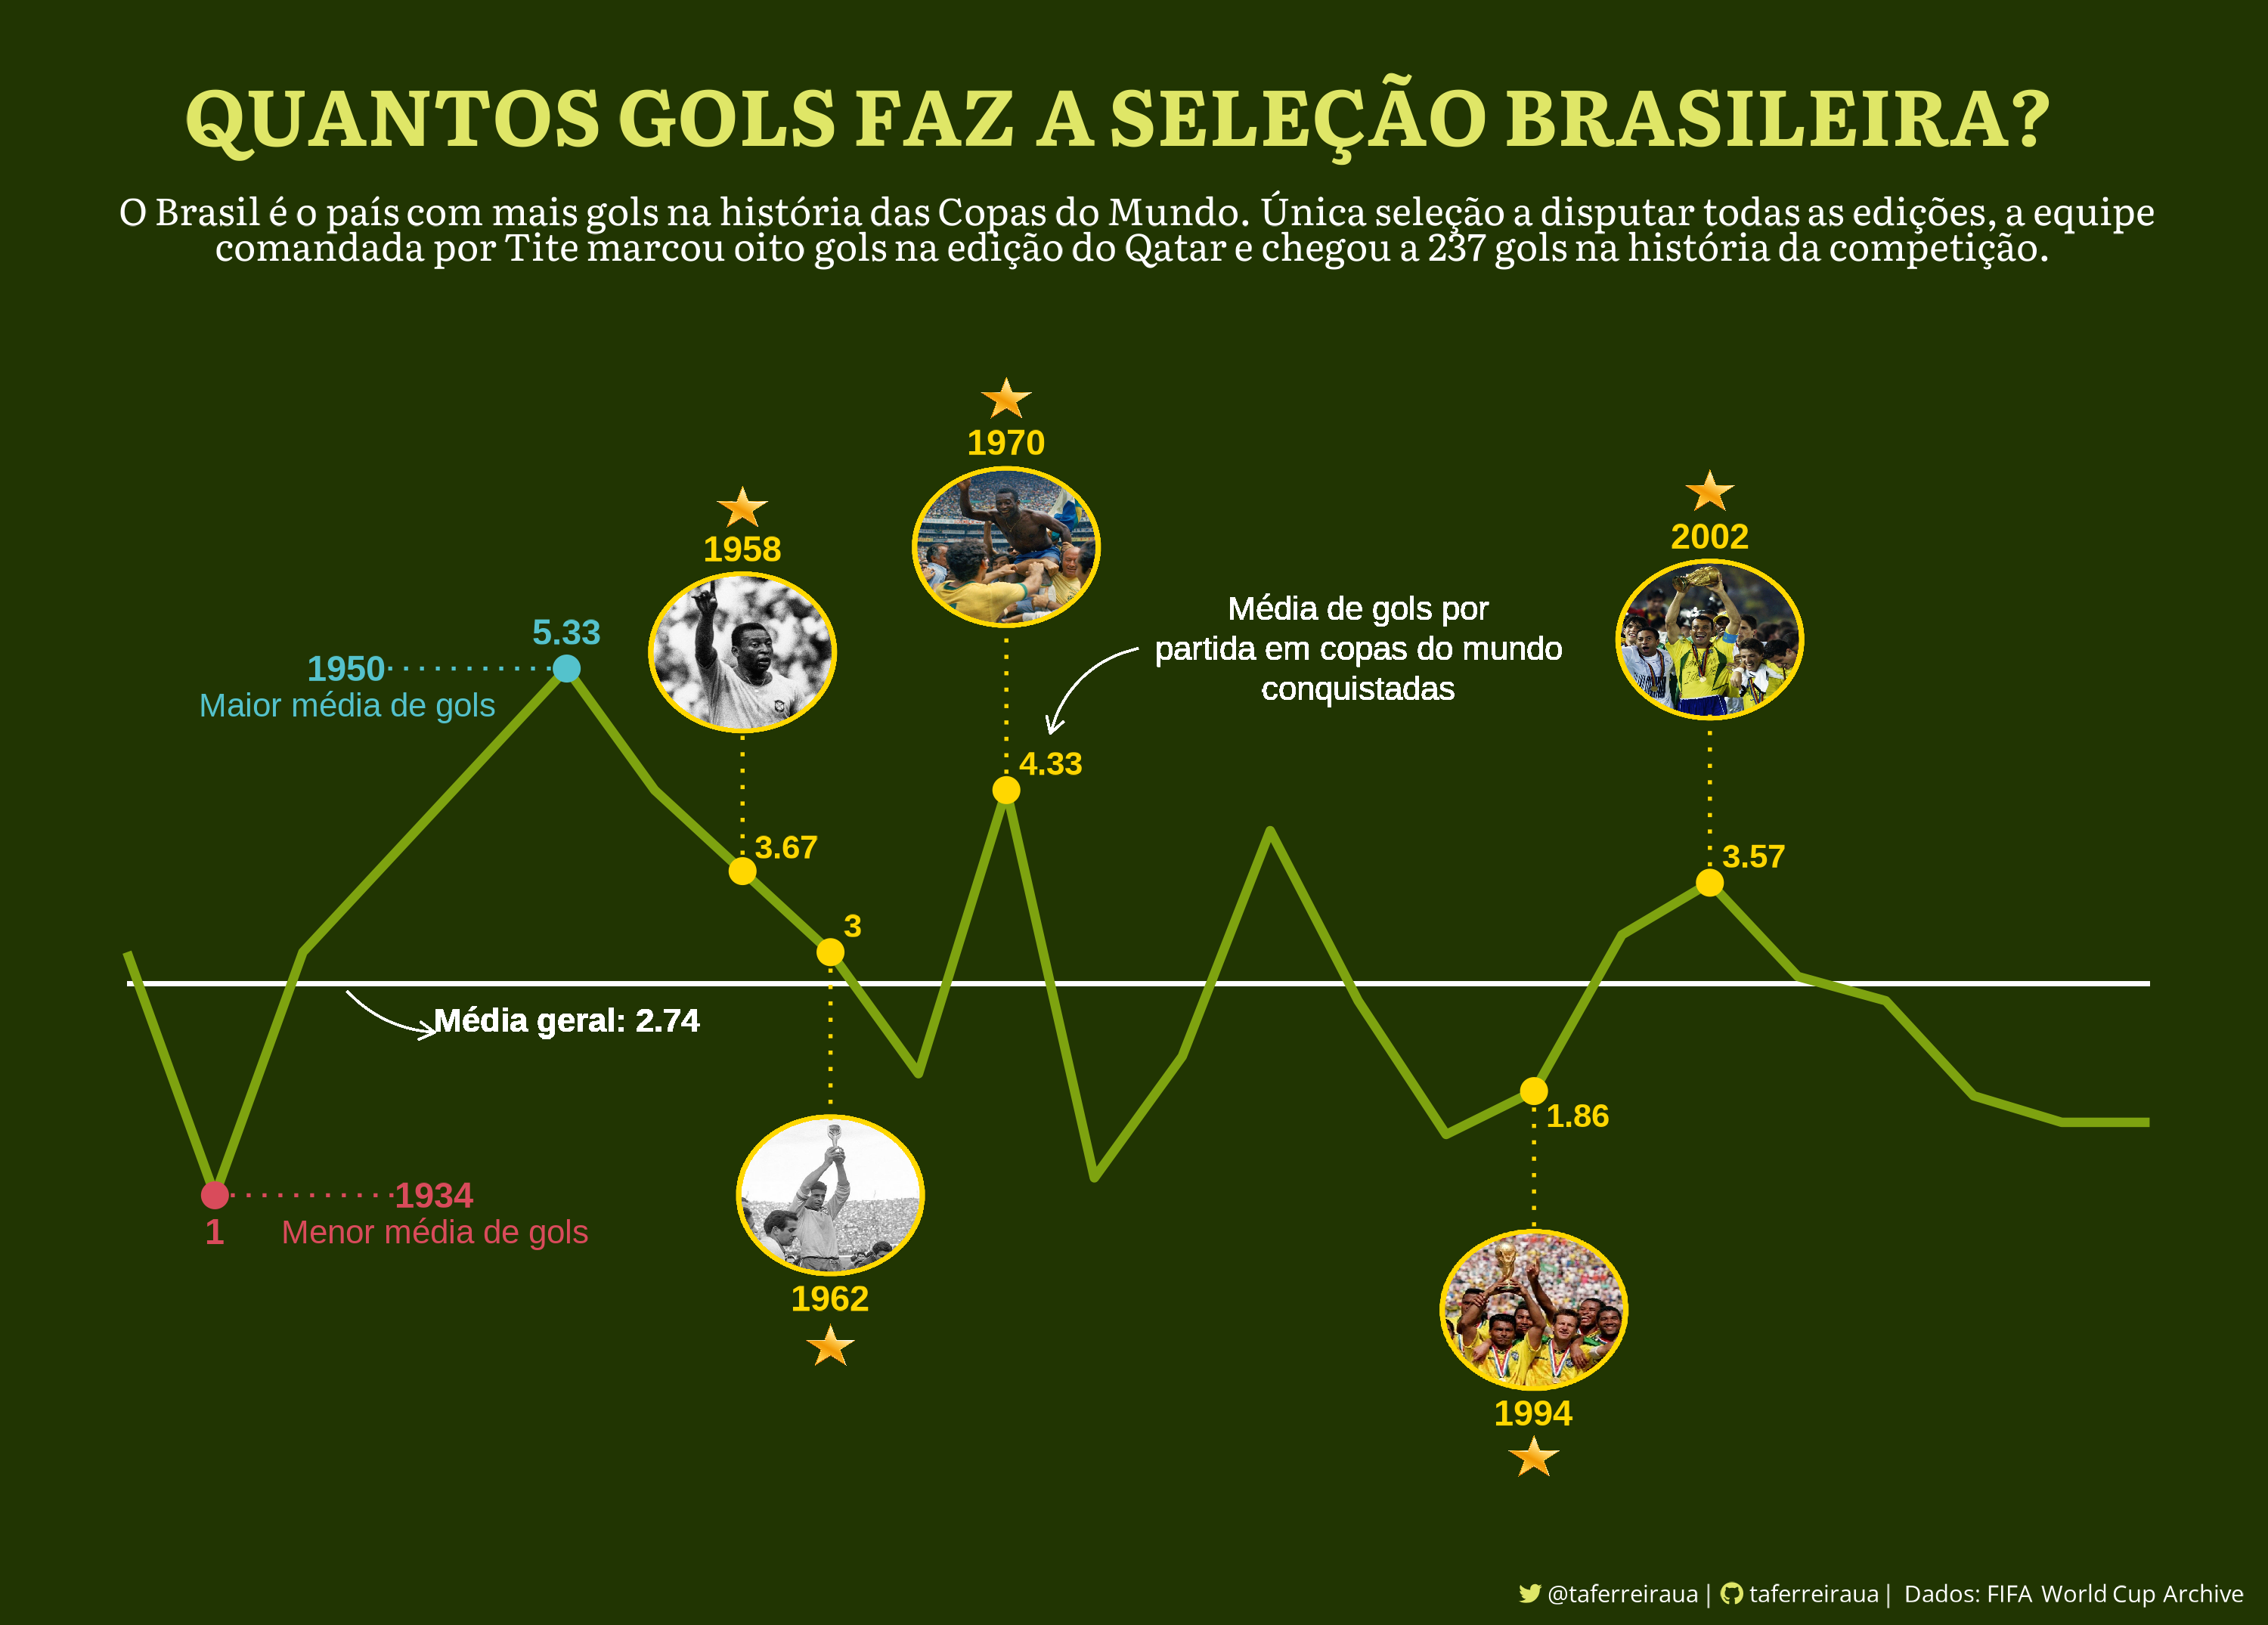 QUANTOS GOLS FAZ A SELEÇÃO BRASILEIRA?
O Brasil é o país com mais gols na história das Copas do Mundo. Única seleção a disputar todas as edições, a equipe
comandada por Tite marcou oito gols na edição do Qatar e chegou a 237 gols na história da competição.
1970
1958
2002
5.33
1950
Maior média de gols
Média de gols por
partida em copas do mundo
conquistadas
4.33
3.67
3.57
3
Média geral: 2.74
1.86
1934
1
Menor média de gols
1962
1994
@taferreiraua | taferreiraua | Dados: FIFA World Cup Archive